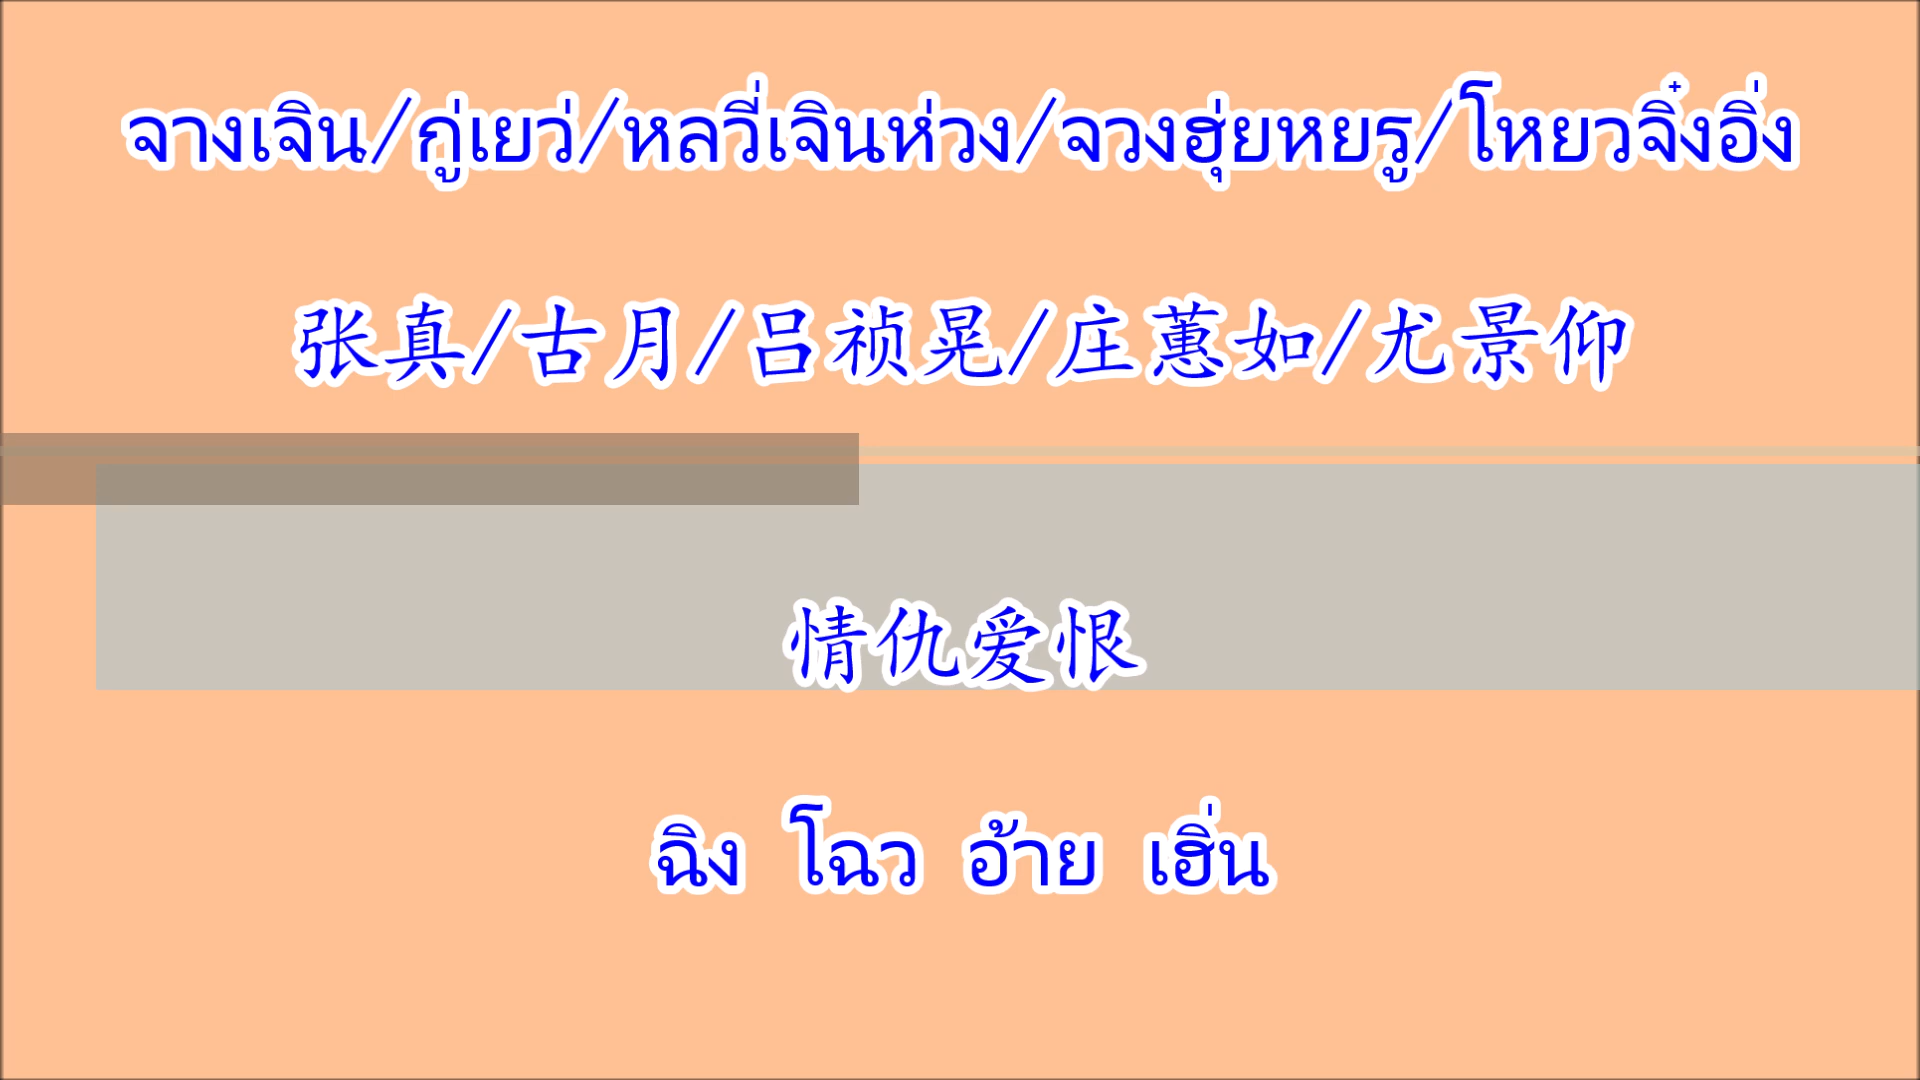 จางเจิน/กู่เยว่/หลวี่เจินห่วง/จวงฮุ่ยหยรู/โหยวจิ๋งอิ่ง
张真/古月/吕祯晃/庄蕙如/尤景仰
情仇爱恨
ฉิง โฉว อ้าย เฮิ่น